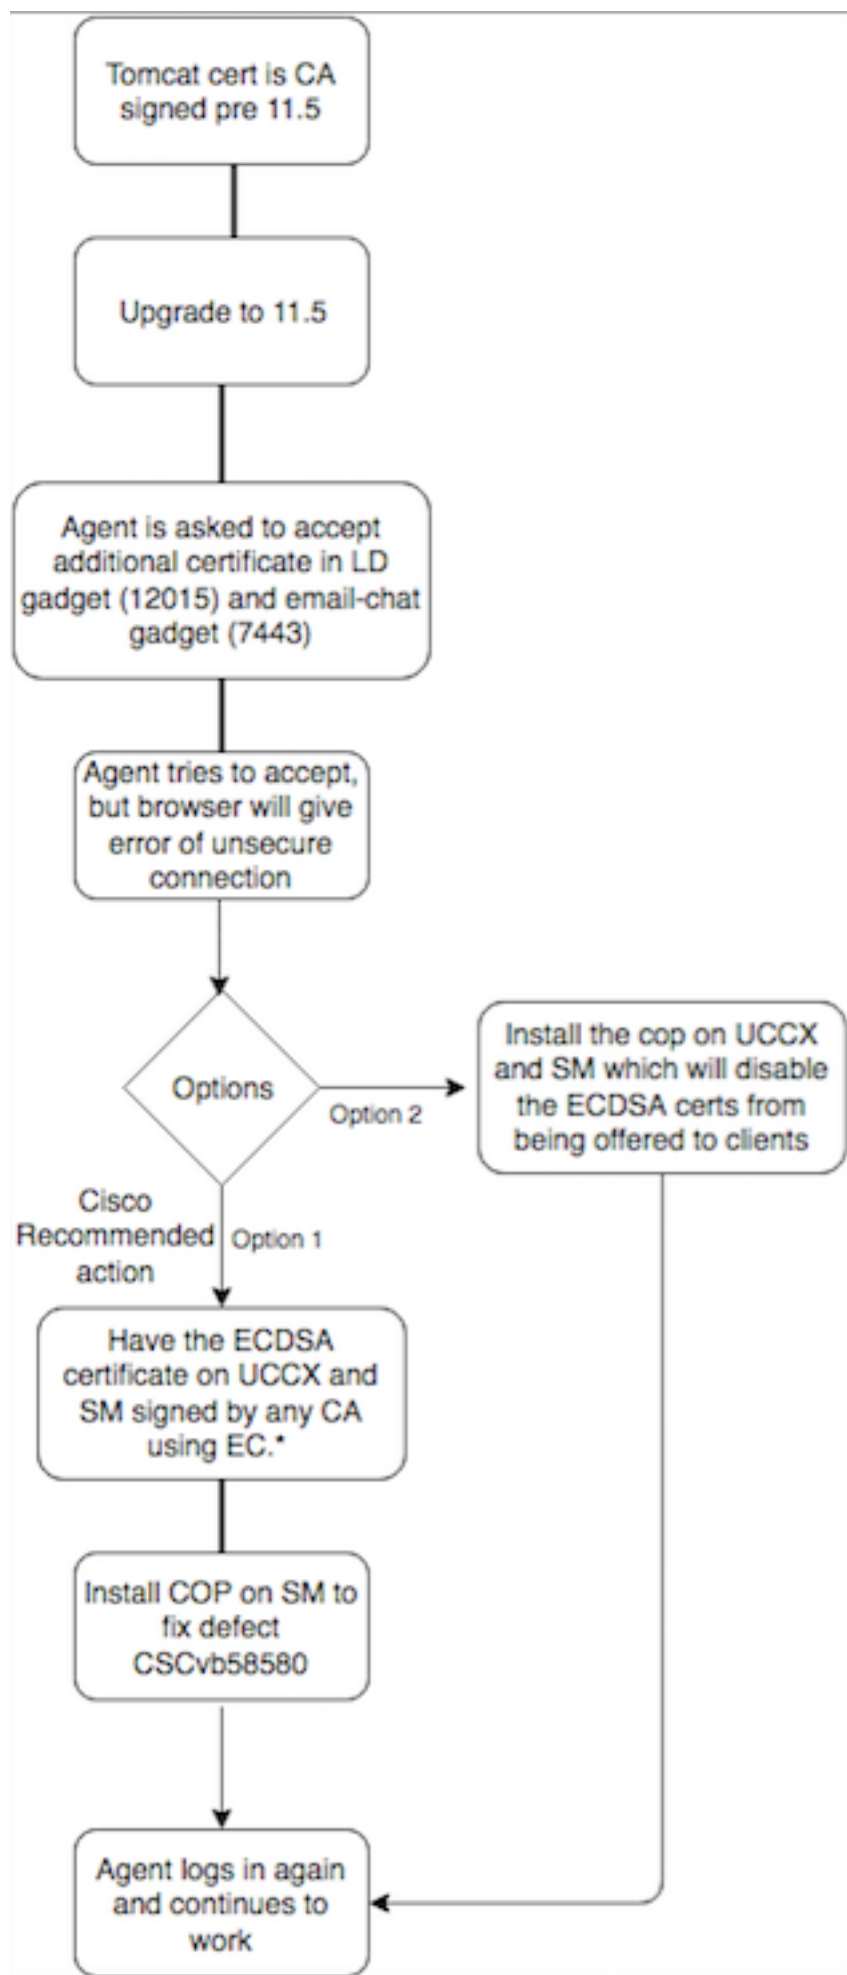 Tomcat cert is CA
signed pre 11.5
Upgrade to 11.5
Agent is asked to accept
additional certificate in LD
gadget (12015) and email-chat
gadget (7443)
Agent tries to accept,
but browser will give
error of unsecure
connection
Options
Option 2
Install the cop on UCCX
and SM which will disable
the ECDSA certs from
being offered to clients
Cisco
Recommended
action
Option 1
Have the ECDSA
certificate on UCCX and
SM signed by any CA
using EC.*
Install COP on SM to
fix defect
CSCvb58580
Agent logs in again
and continues to
work